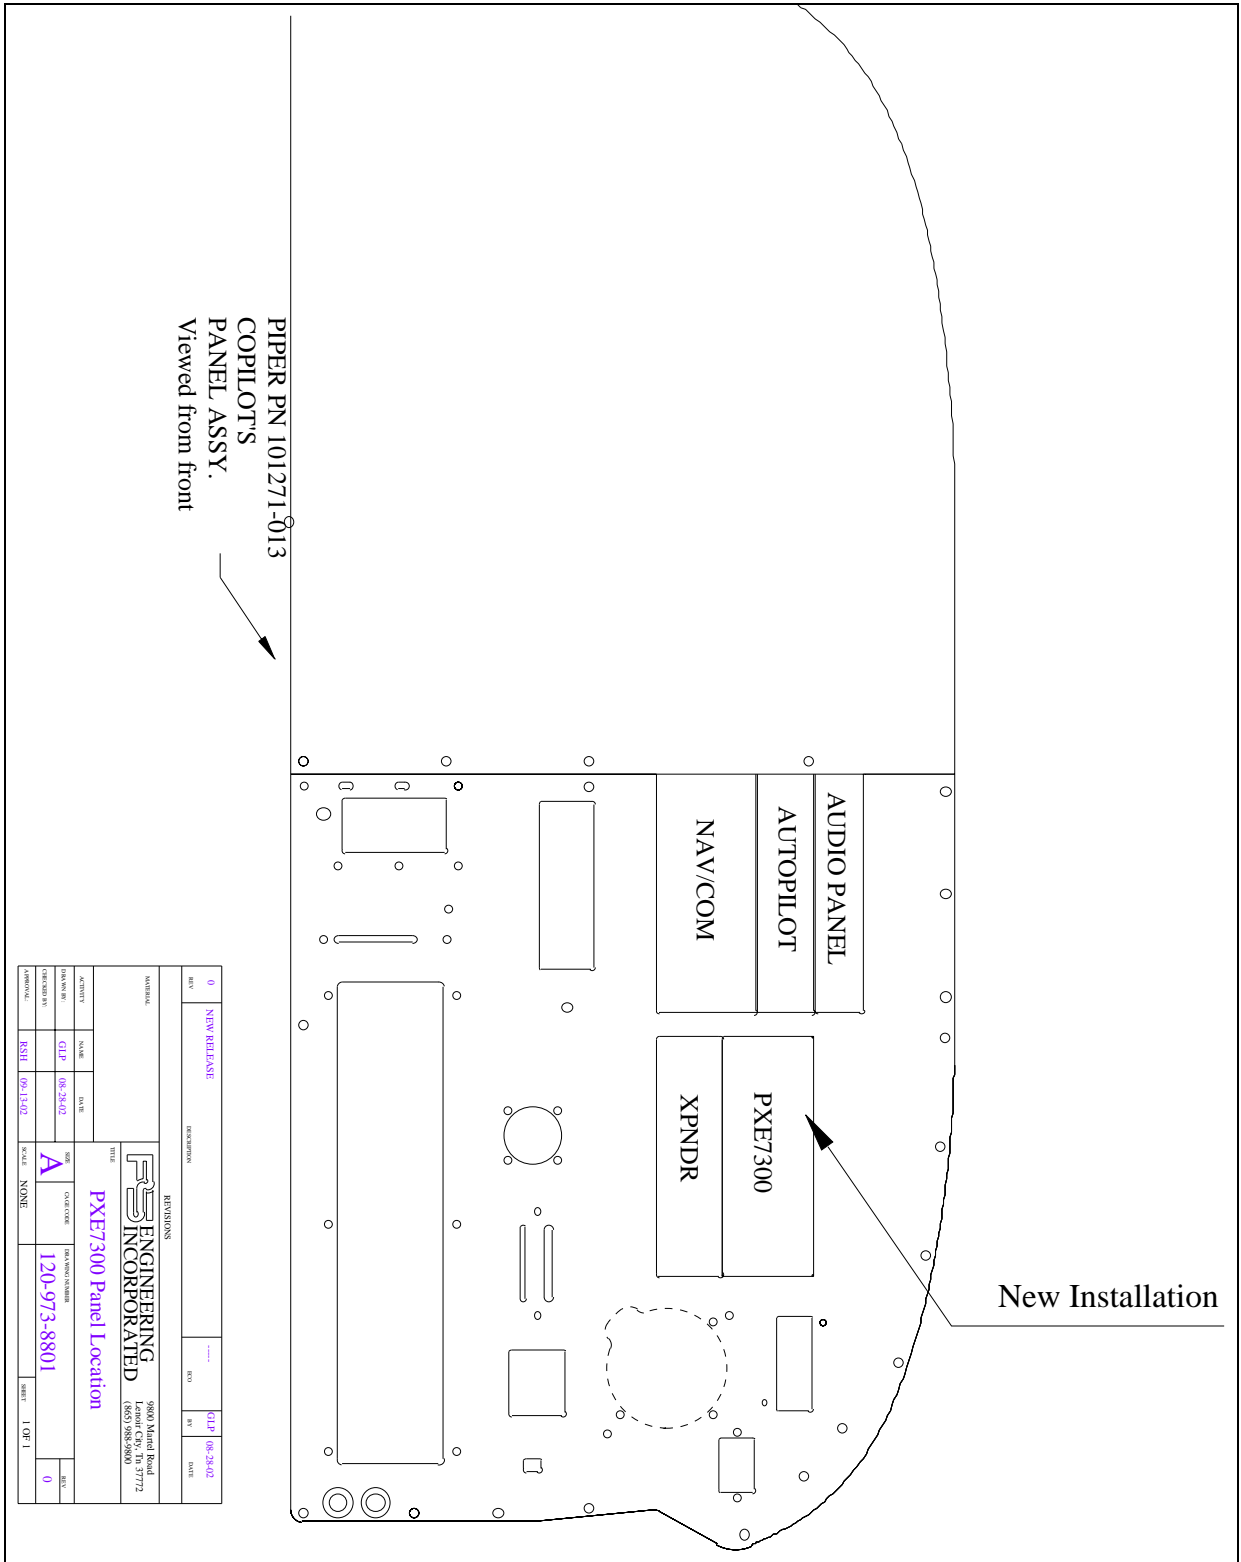 New Installation
AUDIO PANEL
AUTOPILOT
NAV/COM
PXE7300
XPNDR
PIPER PN 101271-013
COPILOT'S
PANEL ASSY.
Viewed from front
0 NEW RELEASE ---- GLP 08-28-02
REV DESCRIPTION ECO BY DATE
REVISIONS
MATERIAL
ENGINEERING
INCORPORATED
9800 Martel Road
Lenoir City, Tn 37772
(865) 988-9800
TITLE
PXE7300 Panel Location
ACTIVITY NAME DATE
DRAWN BY: GLP 08-28-02
CHECKED BY:
APPROVAL: RSH 09-13-02
SIZE A
CAGE CODE
DRAWING NUMBER
120-973-8801
REV
0
SCALE NONE
SHEET 1 OF 1